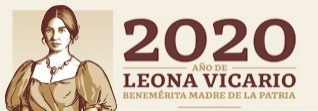 2020
AÑO DE
LEONA VICARIO
BENEMÉRITA MADRE DE LA PATRIA